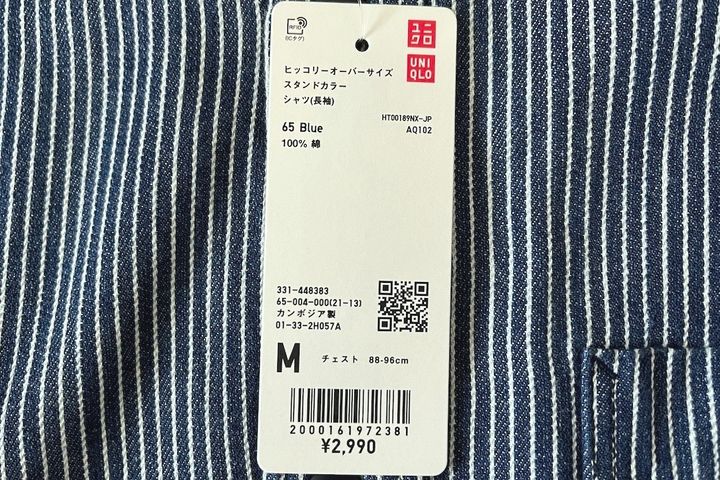 RFID
(ICタグ)
ユニ
クロ
UNI
QLO
ヒッコリーオーバーサイズ
スタンドカラー
シャツ(長袖)
HT00189NX-JP
65 Blue
AQ102
100% 綿
331-448383
65-004-000(21-13)
カンボジア製
01-33-2H057A
M チェスト 88-96cm
2000161972381
¥2,990